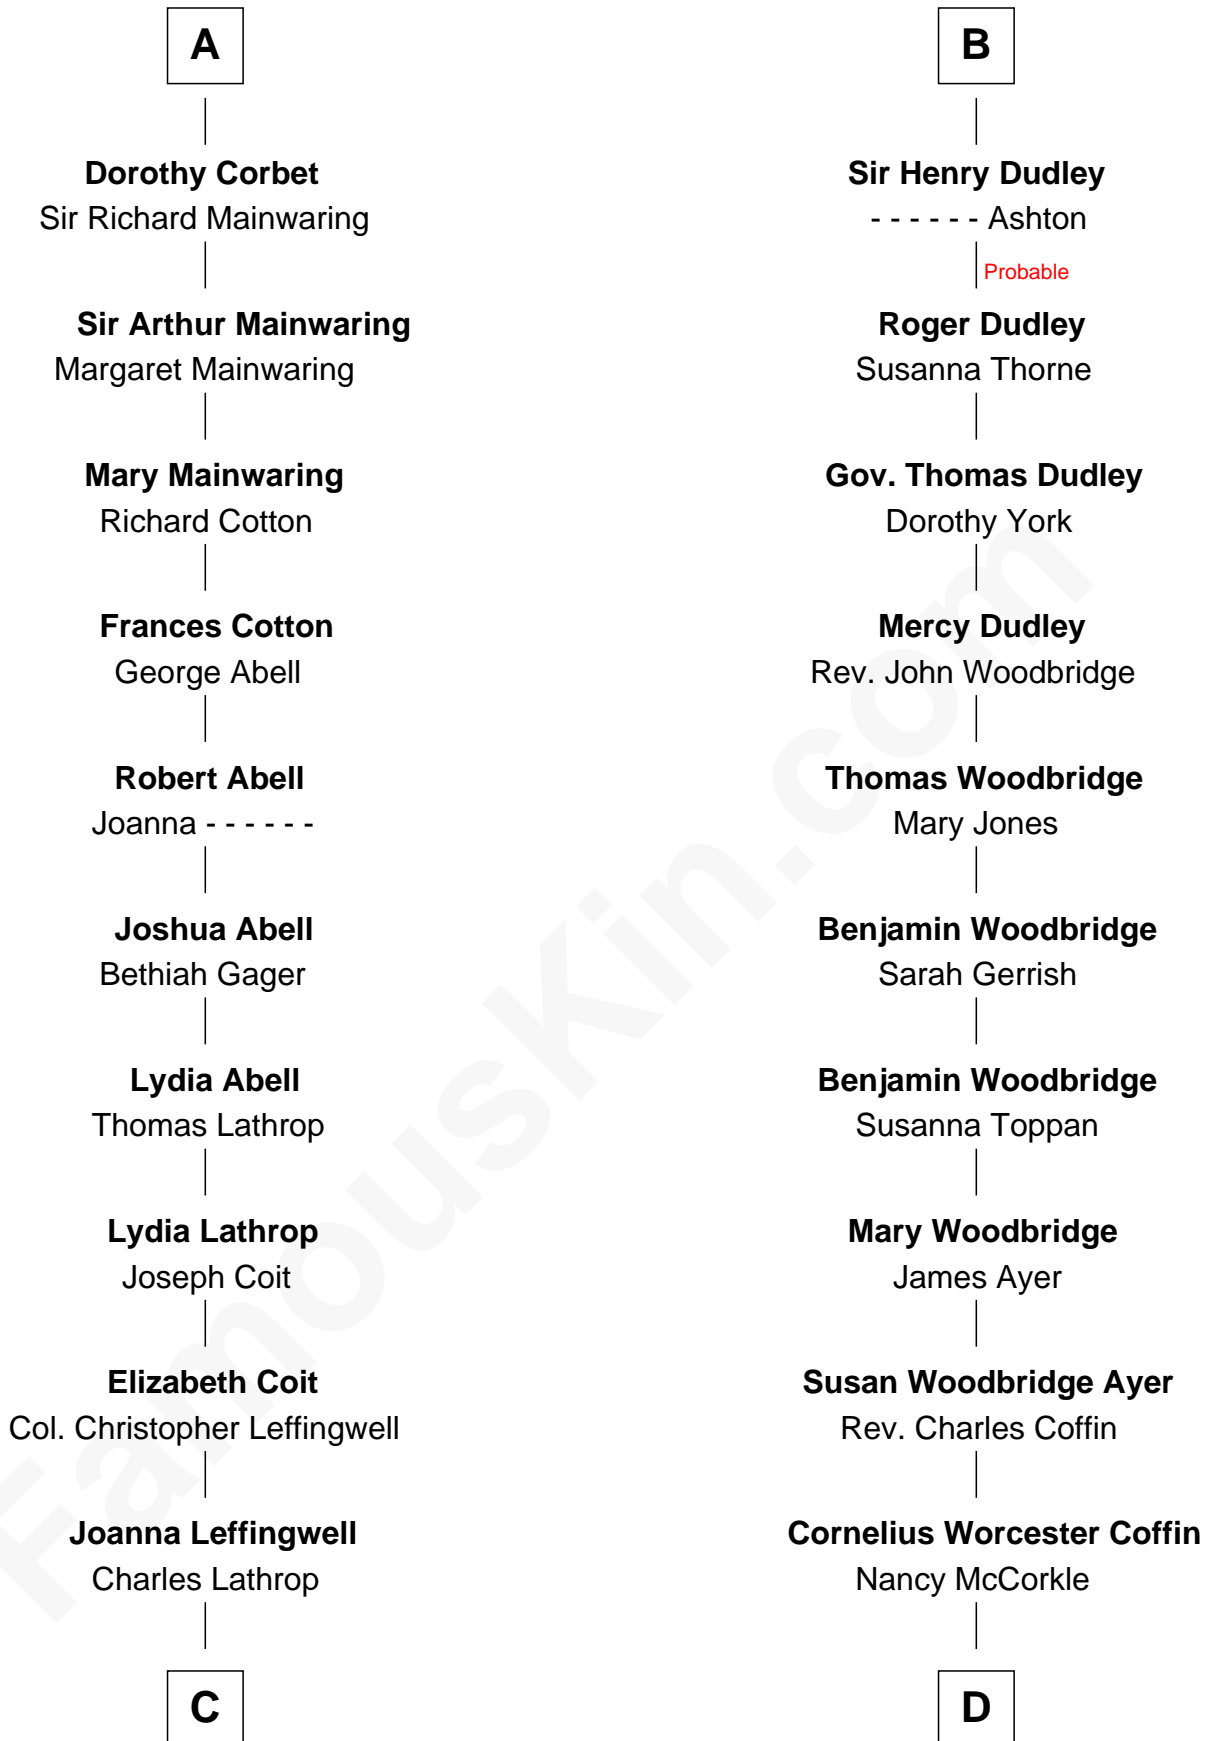 A
Dorothy Corbet
Sir Richard Mainwaring
Sir Arthur Mainwaring
Margaret Mainwaring
Mary Mainwaring
Richard Cotton
Frances Cotton
George Abell
Robert Abell
Joanna - - - - - -
Joshua Abell
Bethiah Gager
Lydia Abell
Thomas Lathrop
Lydia Lathrop
Joseph Coit
Elizabeth Coit
Col. Christopher Leffingwell
Joanna Leffingwell
Charles Lathrop
C
B
Sir Henry Dudley
- - - - - - Ashton
Probable
Roger Dudley
Susanna Thorne
Gov. Thomas Dudley
Dorothy York
Mercy Dudley
Rev. John Woodbridge
Thomas Woodbridge
Mary Jones
Benjamin Woodbridge
Sarah Gerrish
Benjamin Woodbridge
Susanna Toppan
Mary Woodbridge
James Ayer
Susan Woodbridge Ayer
Rev. Charles Coffin
Cornelius Worcester Coffin
Nancy McCorkle
D
FamousKin.com